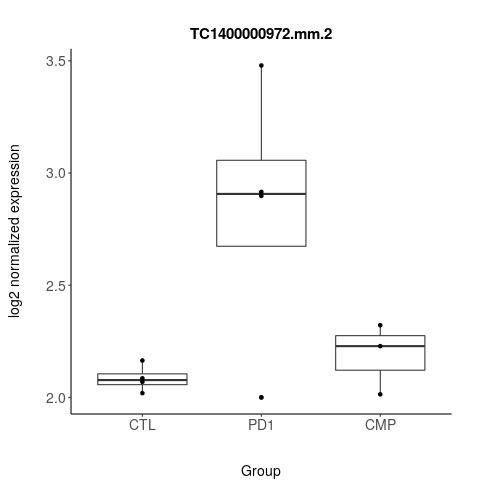 TC1400000972.mm.2
log2 normalized expression
3.5
3.0
2.5
2.0
CTL
PD1
CMP
Group